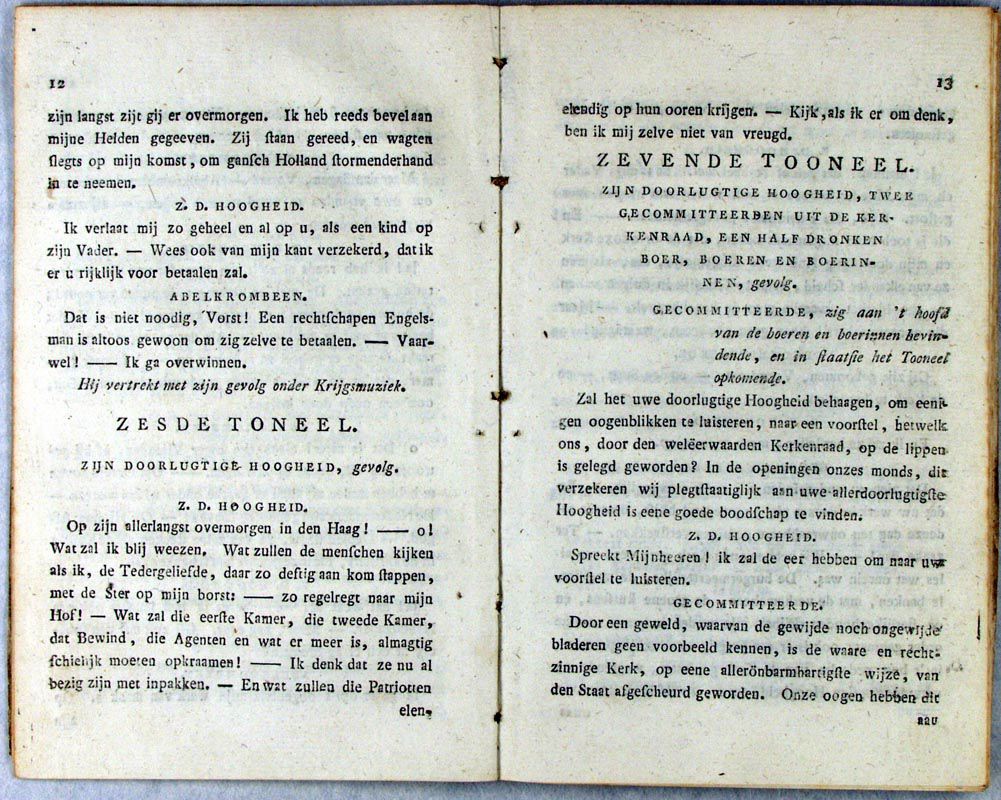 12
zijn langst zijt gij er overmorgen. Ik heb reeds bevel aan
mijne Helden gegeeven. Zij ſtaan gereed, en wagten
ſlegts op mijn komst, om ganſch Holland ſtormenderhand
in te neemen.
Z. D. HOOGHEID.
Ik verlaat mij zo geheel en al op u, als een kind op
zijn Vader. — Wees ook van mijn kant verzekerd, dat ik
er u rijklijk voor betaalen zal.
ABELKROMBEEN.
Dat is niet noodig, Vorst! Een rechtſchapen Engels-
man is altoos gewoon om zig zelve te betaalen. — Vaar-
wel! — Ik ga overwinnen.
Hij vertrekt met zijn gevolg onder Krijgsmuziek.
ZESDE TONEEL.
ZIJN DOORLUGTIGE HOOGHEID, gevolg.
Z. D. HOOGHEID.
Op zijn allerlangst overmorgen in den Haag! — o!
Wat zal ik blij weezen. Wat zullen de menſchen kijken
als ik, de Tedergeliefde, daar zo deftig aan kom ſtappen,
met de Ster op mijn borst: — zo regelregt naar mijn
Hof! — Wat zal die eerſte Kamer, die tweede Kamer,
dat Bewind, die Agenten en wat er meer is, almagtig
ſchielijk moeten opkraamen! — Ik denk dat ze nu al
bezig zijn met inpakken. — En wat zullen die Patriotten
elen-
13
elendig op hun ooren krijgen. — Kijk, als ik er om denk,
ben ik mij zelve niet van vreugd.
ZEVENDE TOONEEL.
ZIJN DOORLUGTIGE HOOGHEID, TWEE
GECOMMITTEERDEN UIT DE KER-
KENRAAD, EEN HALF DRONKEN
BOER, BOEREN EN BOERIN-
NEN, gevolg.
GECOMMITTEERDE, zig aan 't hoofd
van de boeren en boerinnen bevin-
dende, en in ſlaatſie het Tooneel
opkomende.
Zal het uwe doorlugtige Hoogheid behaagen, om eeni-
gen oogenblikken te luisteren, naar een voorſtel, hetwelk
ons, door den weleerwaarden Kerkenraad, op de lippen
is gelegd geworden? In de openingen onzes monds, dit
verzekeren wij plegtſtaatiglijk aan uwe allerdoorlugtigſte
Hoogheid is eene goede boodſchap te vinden.
Z. D. HOOGHEID.
Spreekt Mijnheeren! ik zal de eer hebben om naar uw
voorſtel te luisteren.
GECOMMITTEERDE.
Door een geweld, waarvan de gewijde noch ongewijde
bladeren geen voorbeeld kennen, is de waare en recht-
zinnige Kerk, op eene allerönbarmhartigſte wijze, van
den Staat afgeſcheurd geworden. Onze oogen hebben dit
aau